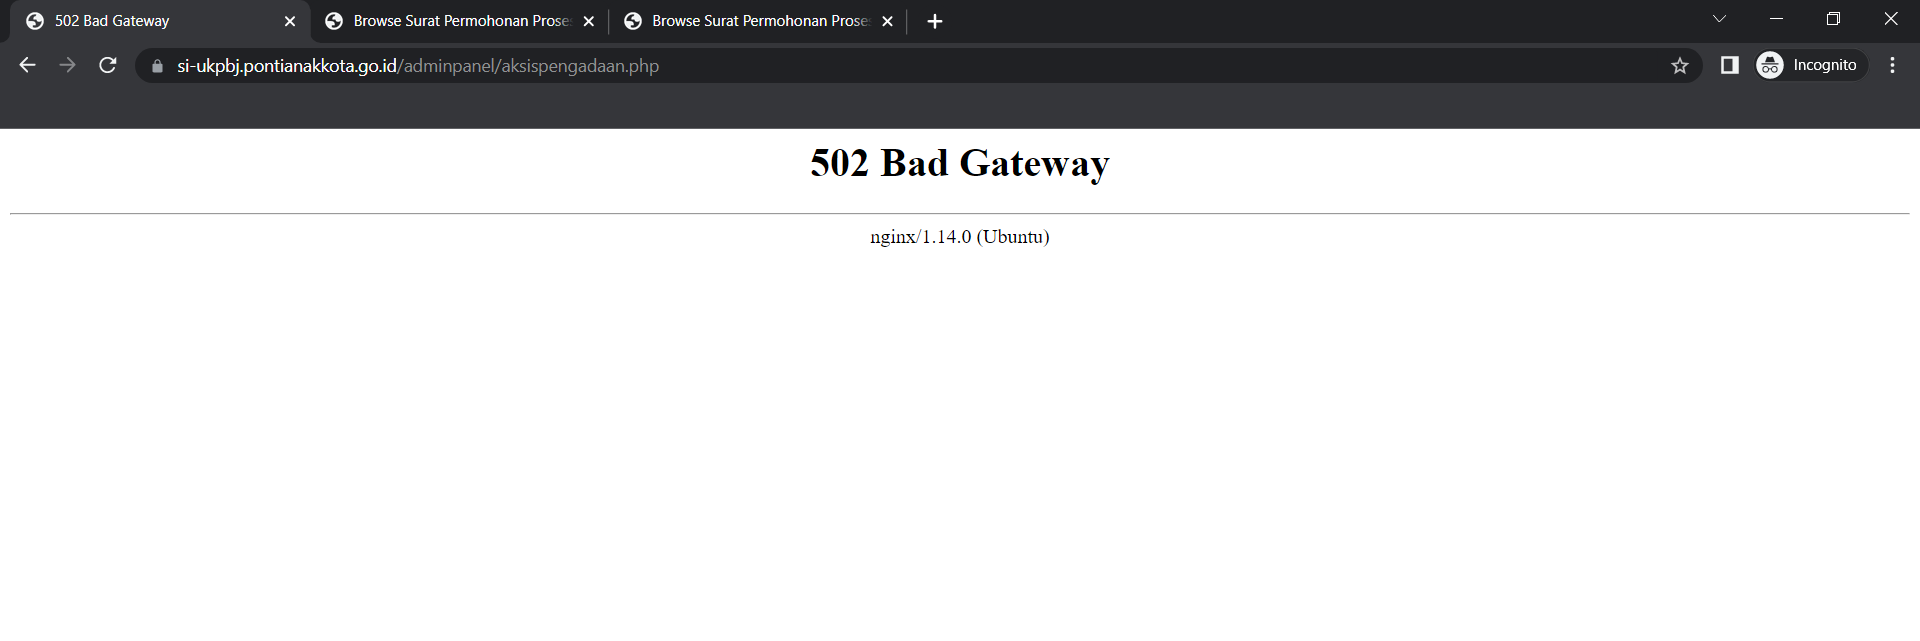 502 Bad Gateway
Browse Surat Permohonan Prose
Browse Surat Permohonan Prose
si-ukpbj.pontianakkota.go.id/adminpanel/aksispengadaan.php
Incognito
502 Bad Gateway
nginx/1.14.0 (Ubuntu)